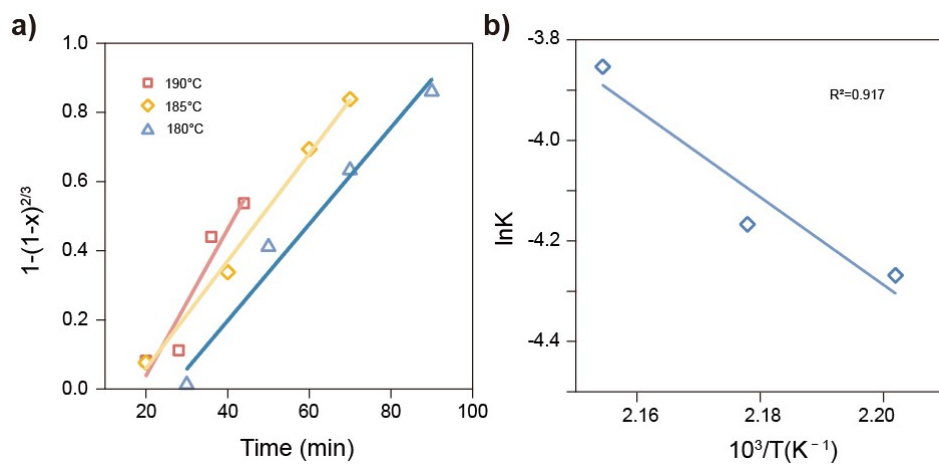 a)
1-(1-x)^{2/3}
1.0
0.8
0.6
0.4
0.2
0.0
190°C
185°C
180°C
20 40 60 80 100
Time (min)
b)
lnK
-3.8
-4.0
-4.2
-4.4
R²=0.917
2.16 2.18 2.20
10³/T(K⁻¹)